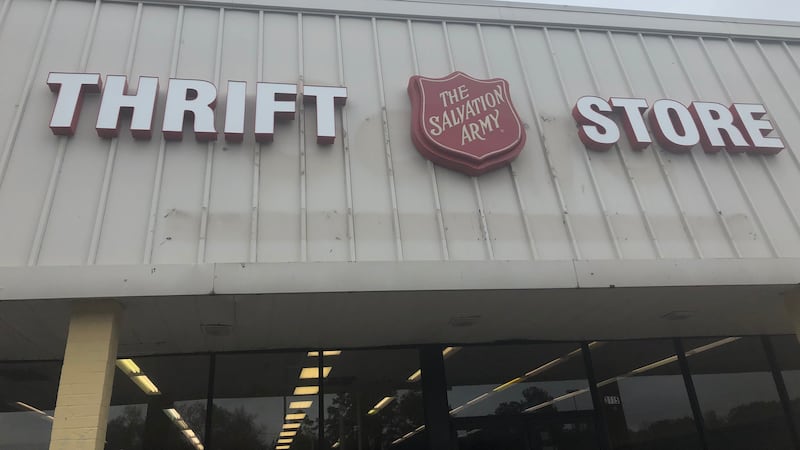 THRIFT
THE
SALVATION
ARMY
STORE